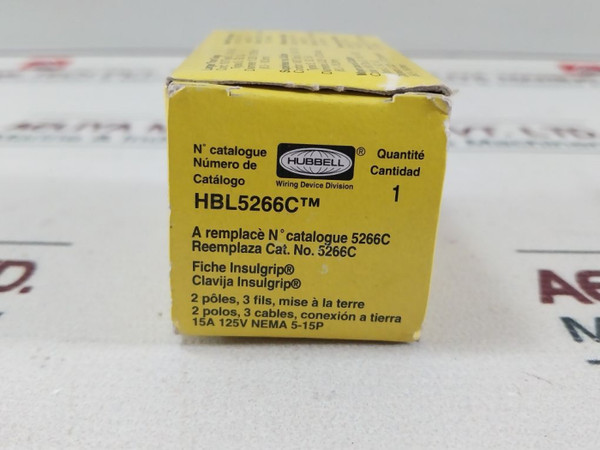 N° catalogue
Número de
Catálogo
HUBBELL®
Wiring Device Division
Quantité
Cantidad
1
HBL5266C™
A remplacè N° catalogue 5266C
Reemplaza Cat. No. 5266C
Fiche Insulgrip®
Clavija Insulgrip®
2 pôles, 3 fils, mise à la terre
2 polos, 3 cables, conexión a tierra
15A 125V NEMA 5-15P